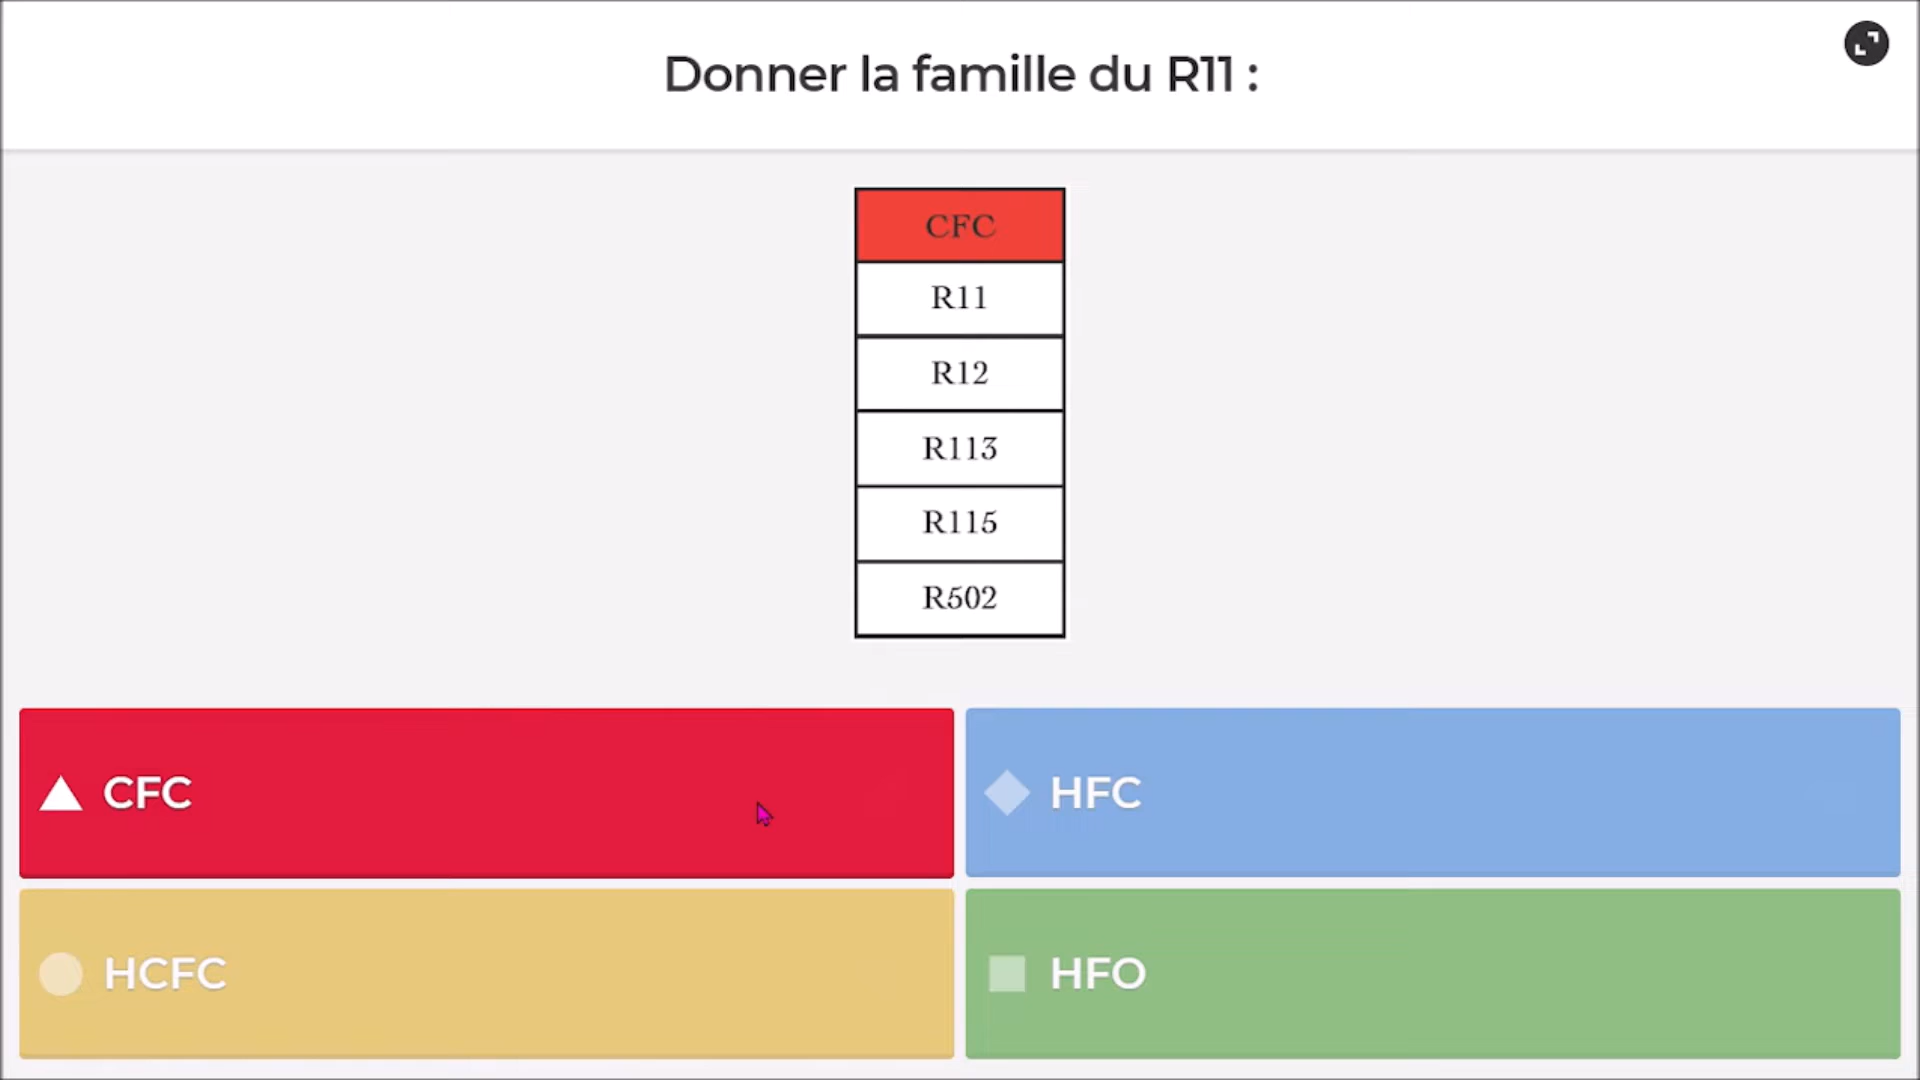 Donner la famille du R11 :
CFC
R11
R12
R113
R115
R502
CFC
HFC
HCFC
HFO